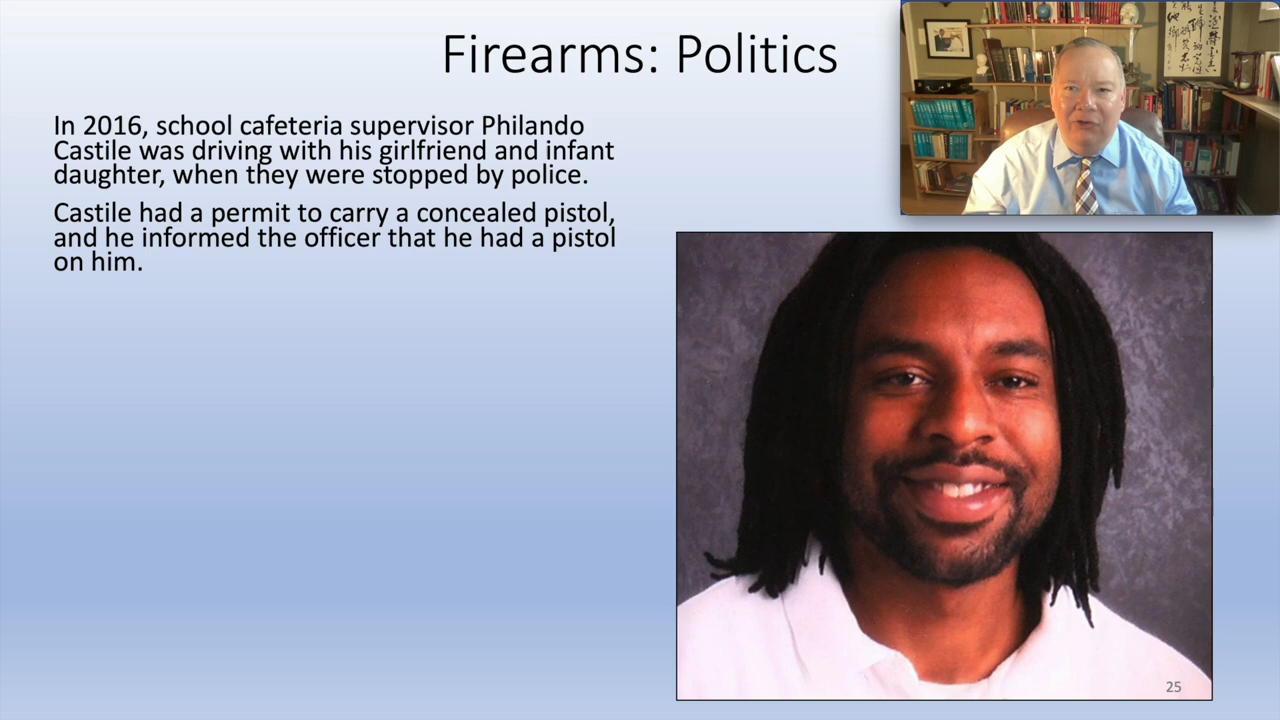 Firearms: Politics
In 2016, school cafeteria supervisor Philando
Castile was driving with his girlfriend and infant
daughter, when they were stopped by police.
Castile had a permit to carry a concealed pistol,
and he informed the officer that he had a pistol
on him.
25